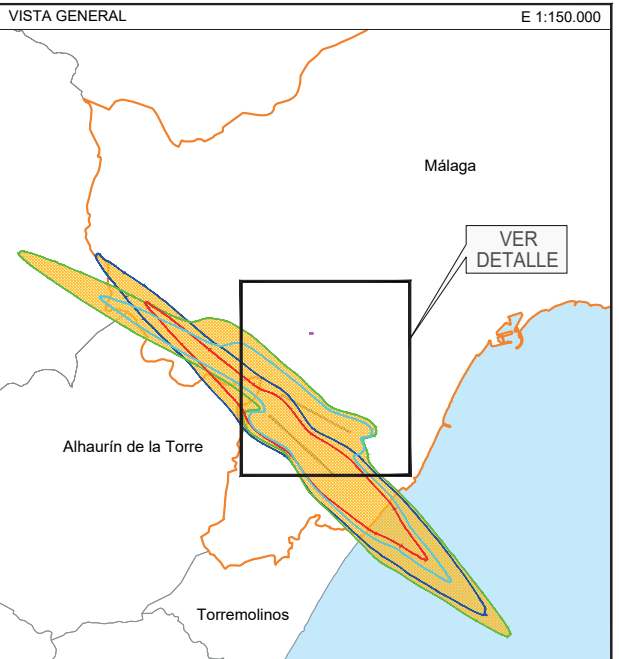 VISTA GENERAL
E 1:150.000
Málaga
VER
DETALLE
Alhaurín de la Torre
Torremolinos